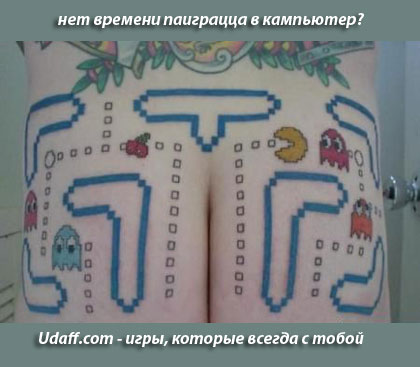 нет времени паиграцца в кампьютер?
Udaff.com - игры, которые всегда с тобой